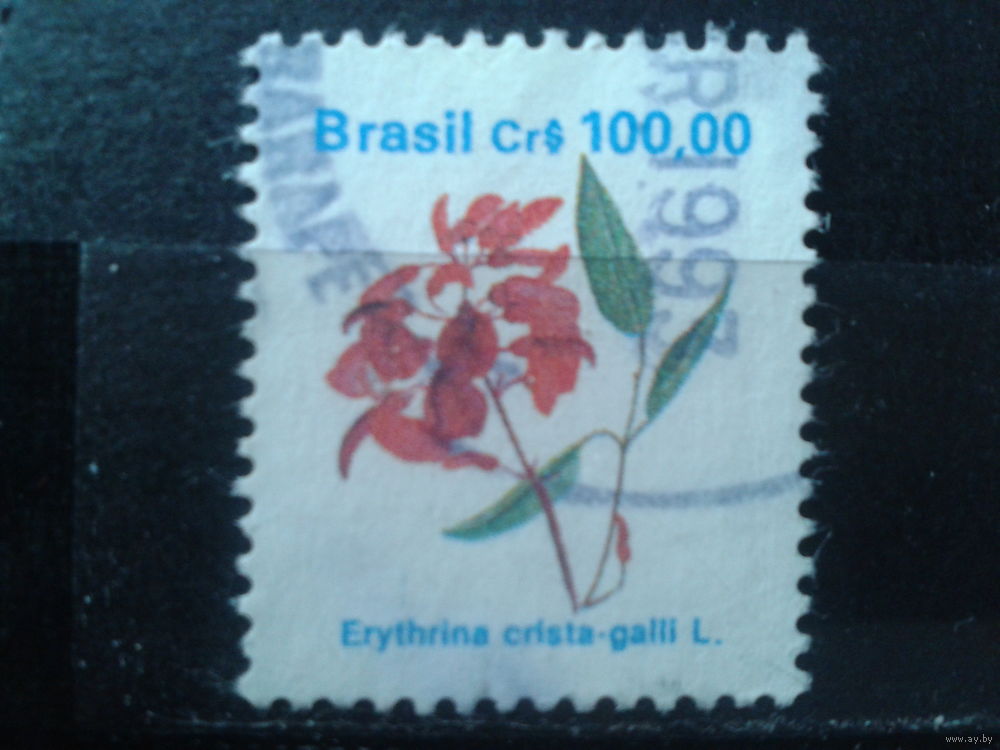 Brasil Cr$ 100,00
Erythrina crista-galli L.
www.ay.by